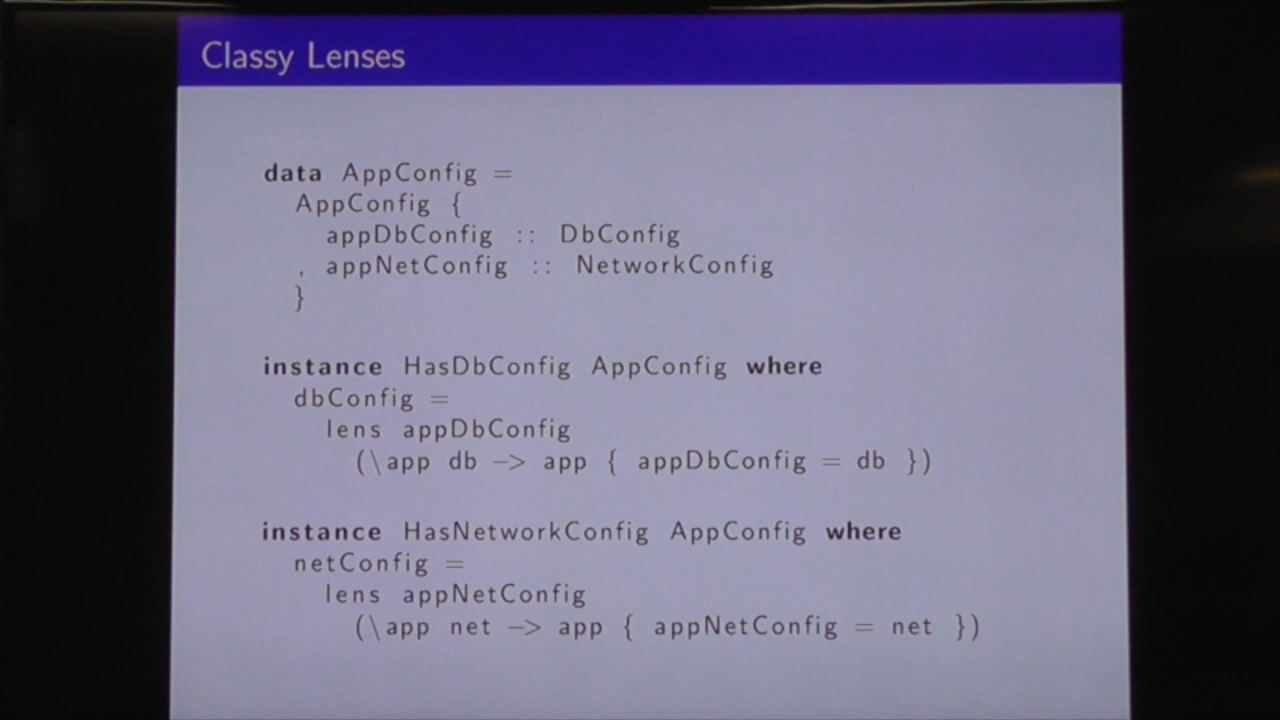 Classy Lenses
data AppConfig =
AppConfig {
appDbConfig :: DbConfig
, appNetConfig :: NetworkConfig
}
instance HasDbConfig AppConfig where
dbConfig =
lens appDbConfig
(\app db -> app { appDbConfig = db })
instance HasNetworkConfig AppConfig where
netConfig =
lens appNetConfig
(\app net -> app { appNetConfig = net })